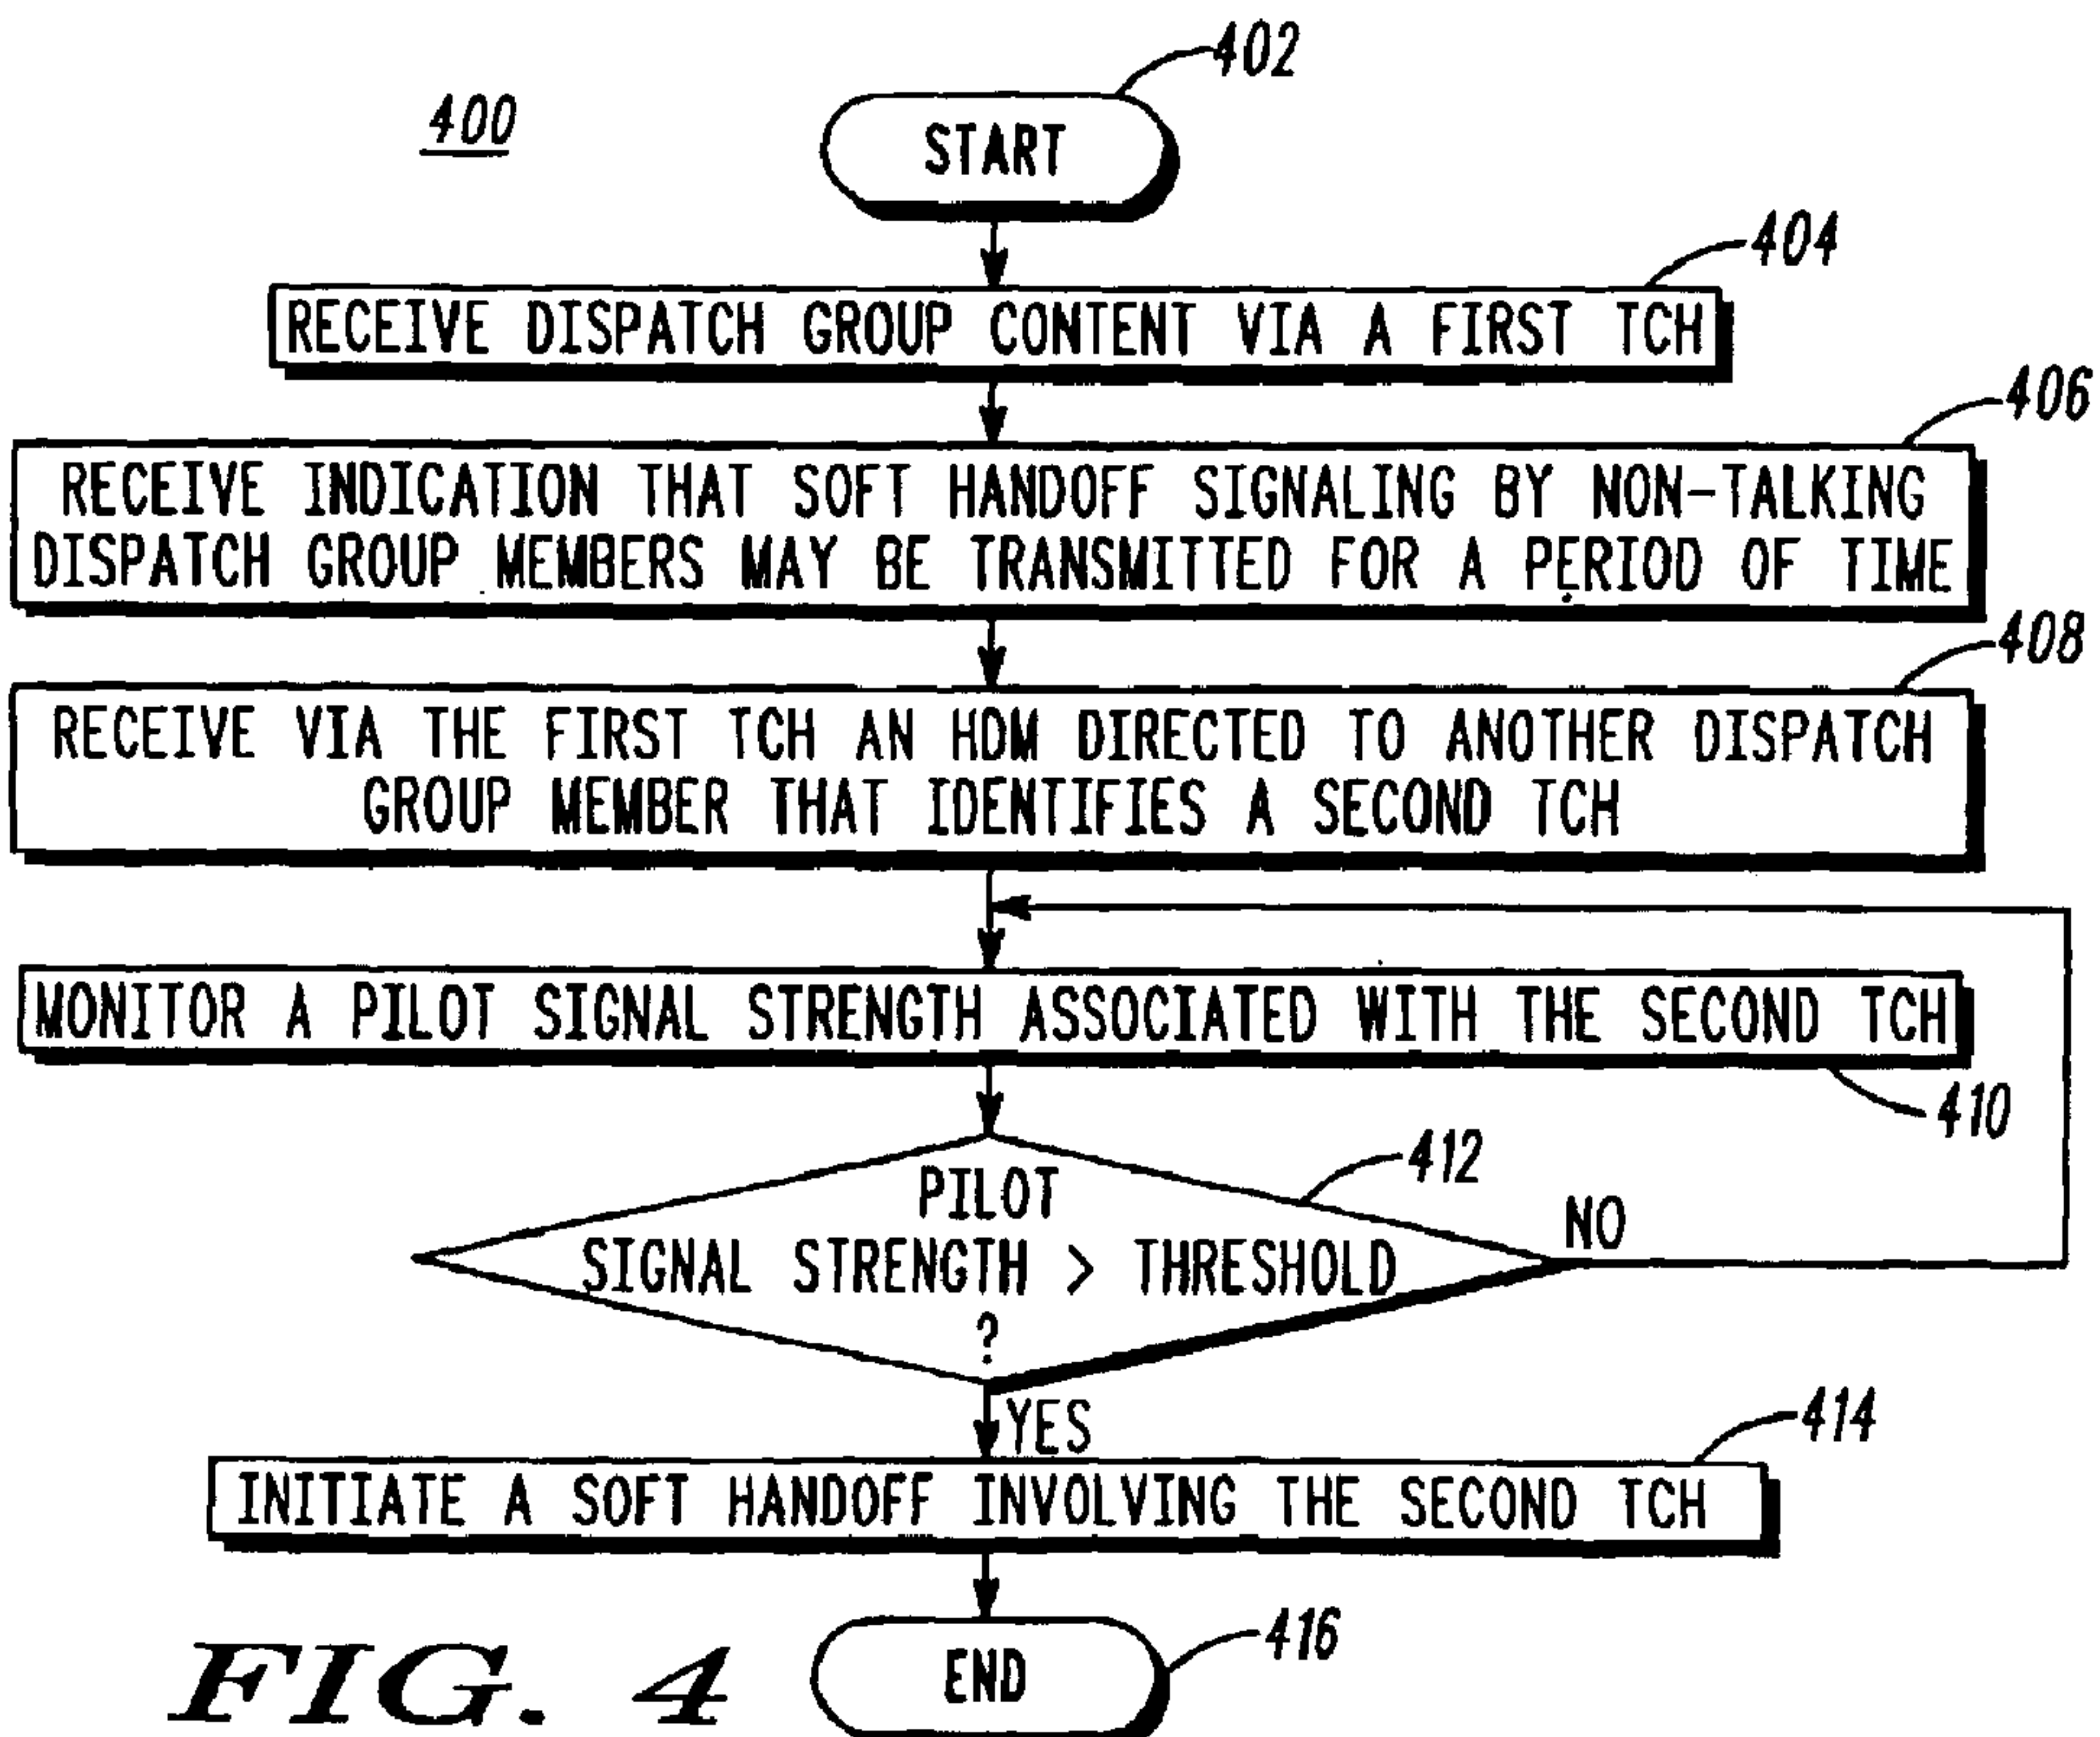 402
400
START
404
RECEIVE DISPATCH GROUP CONTENT VIA A FIRST TCH
406
RECEIVE INDICATION THAT SOFT HANDOFF SIGNALING BY NON-TALKING
DISPATCH GROUP MEMBERS MAY BE TRANSMITTED FOR A PERIOD OF TIME
408
RECEIVE VIA THE FIRST TCH AN HDM DIRECTED TO ANOTHER DISPATCH
GROUP MEMBER THAT IDENTIFIES A SECOND TCH
MONITOR A PILOT SIGNAL STRENGTH ASSOCIATED WITH THE SECOND TCH
410
412
PILOT
SIGNAL STRENGTH > THRESHOLD
?
NO
YES
414
INITIATE A SOFT HANDOFF INVOLVING THE SECOND TCH
416
END
FIG. 4